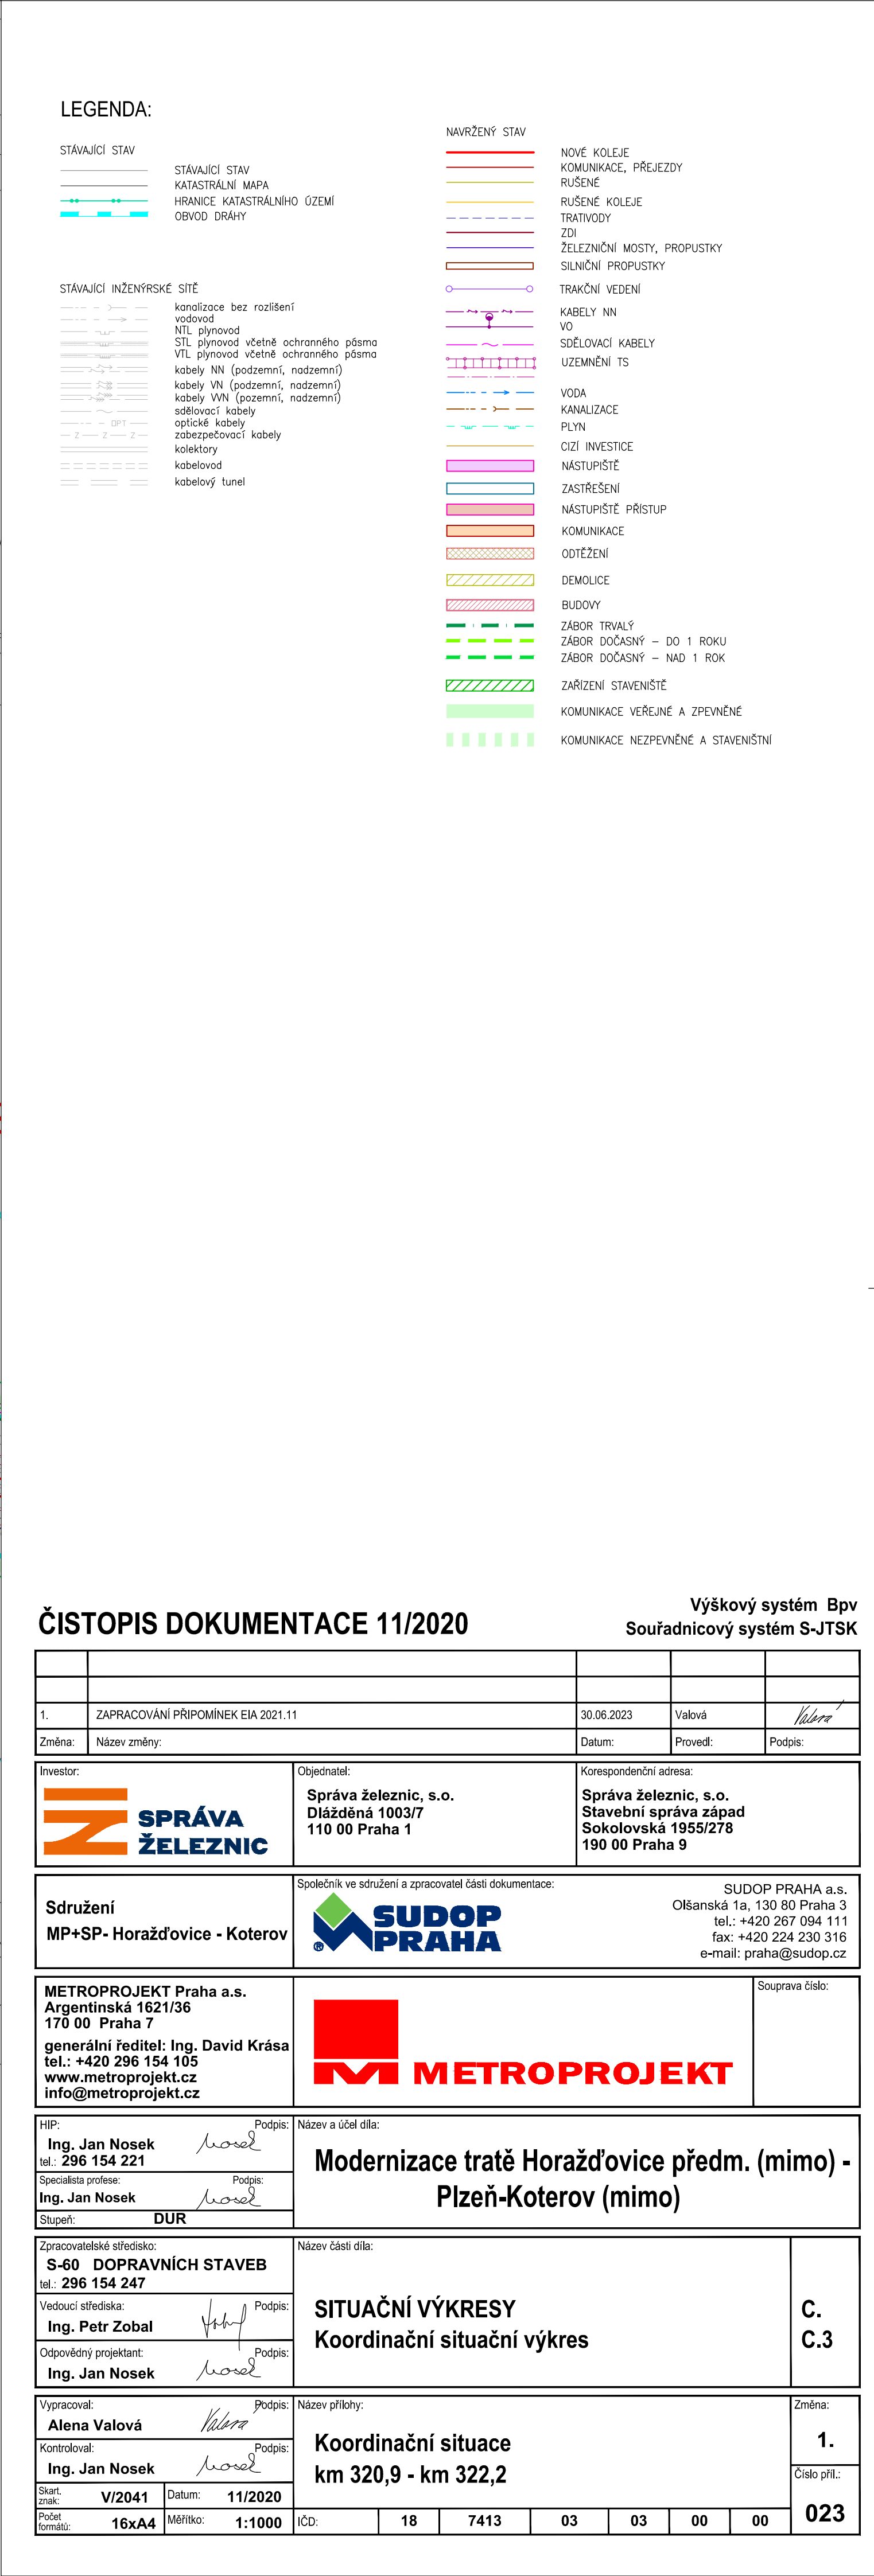 LEGENDA:
STÁVAJÍCÍ STAV
STÁVAJÍCÍ STAV
KATASTRÁLNÍ MAPA
HRANICE KATASTRÁLNÍHO ÚZEMÍ
OBVOD DRÁHY
STÁVAJÍCÍ INŽENÝRSKÉ SÍTĚ
kanalizace bez rozlišení
vodovod
NTL plynovod
STL plynovod včetně ochranného pásma
VTL plynovod včetně ochranného pásma
kabely NN (podzemní, nadzemní)
kabely VN (podzemní, nadzemní)
kabely VVN (pozemní, nadzemní)
sdělovací kabely
OPT optické kabely
Z Z Z zabezpečovací kabely
kolektory
kabelovod
kabelový tunel
NAVRŽENÝ STAV
NOVÉ KOLEJE
KOMUNIKACE, PŘEJEZDY
RUŠENÉ
RUŠENÉ KOLEJE
TRATIVODY
ZDI
ŽELEZNIČNÍ MOSTY, PROPUSTKY
SILNIČNÍ PROPUSTKY
TRAKČNÍ VEDENÍ
KABELY NN
VO
SDĚLOVACÍ KABELY
UZEMNĚNÍ TS
VODA
KANALIZACE
PLYN
CIZÍ INVESTICE
NÁSTUPIŠTĚ
ZASTŘEŠENÍ
NÁSTUPIŠTĚ PŘÍSTUP
KOMUNIKACE
ODTĚŽENÍ
DEMOLICE
BUDOVY
ZÁBOR TRVALÝ
ZÁBOR DOČASNÝ – DO 1 ROKU
ZÁBOR DOČASNÝ – NAD 1 ROK
ZAŘÍZENÍ STAVENIŠTĚ
KOMUNIKACE VEŘEJNÉ A ZPEVNĚNÉ
KOMUNIKACE NEZPEVNĚNÉ A STAVENIŠTNÍ
ČISTOPIS DOKUMENTACE 11/2020
Výškový systém Bpv
Souřadnicový systém S-JTSK
1. ZAPRACOVÁNÍ PŘIPOMÍNEK EIA 2021.11 30.06.2023 Valová Valová
Změna: Název změny: Datum: Provedl: Podpis:
Investor:
SPRÁVA
ŽELEZNIC
Objednatel:
Správa železnic, s.o.
Dlážděná 1003/7
110 00 Praha 1
Korespondenční adresa:
Správa železnic, s.o.
Stavební správa západ
Sokolovská 1955/278
190 00 Praha 9
Sdružení
MP+SP- Horažďovice - Koterov
Společník ve sdružení a zpracovatel části dokumentace:
SUDOP
PRAHA
®
SUDOP PRAHA a.s.
Olšanská 1a, 130 80 Praha 3
tel.: +420 267 094 111
fax: +420 224 230 316
e-mail: praha@sudop.cz
METROPROJEKT Praha a.s.
Argentinská 1621/36
170 00 Praha 7
generální ředitel: Ing. David Krása
tel.: +420 296 154 105
www.metroprojekt.cz
info@metroprojekt.cz
METROPROJEKT
Souprava číslo:
HIP: Podpis:
Ing. Jan Nosek Nosek
tel.: 296 154 221
Specialista profese: Podpis:
Ing. Jan Nosek Nosek
Stupeň: DUR
Název a účel díla:
Modernizace tratě Horažďovice předm. (mimo) -
Plzeň-Koterov (mimo)
Zpracovatelské středisko:
S-60 DOPRAVNÍCH STAVEB
tel.: 296 154 247
Vedoucí střediska: Podpis:
Ing. Petr Zobal
Odpovědný projektant: Podpis:
Ing. Jan Nosek Nosek
Název části díla:
SITUAČNÍ VÝKRESY
Koordinační situační výkres
C.
C.3
Vypracoval: Podpis:
Alena Valová Valová
Kontroloval: Podpis:
Ing. Jan Nosek Nosek
Skart. znak: V/2041 Datum: 11/2020
Počet formátů: 16xA4 Měřítko: 1:1000
Název přílohy:
Koordinační situace
km 320,9 - km 322,2
IČD: 18 7413 03 03 00 00
Změna:
1.
Číslo příl.:
023